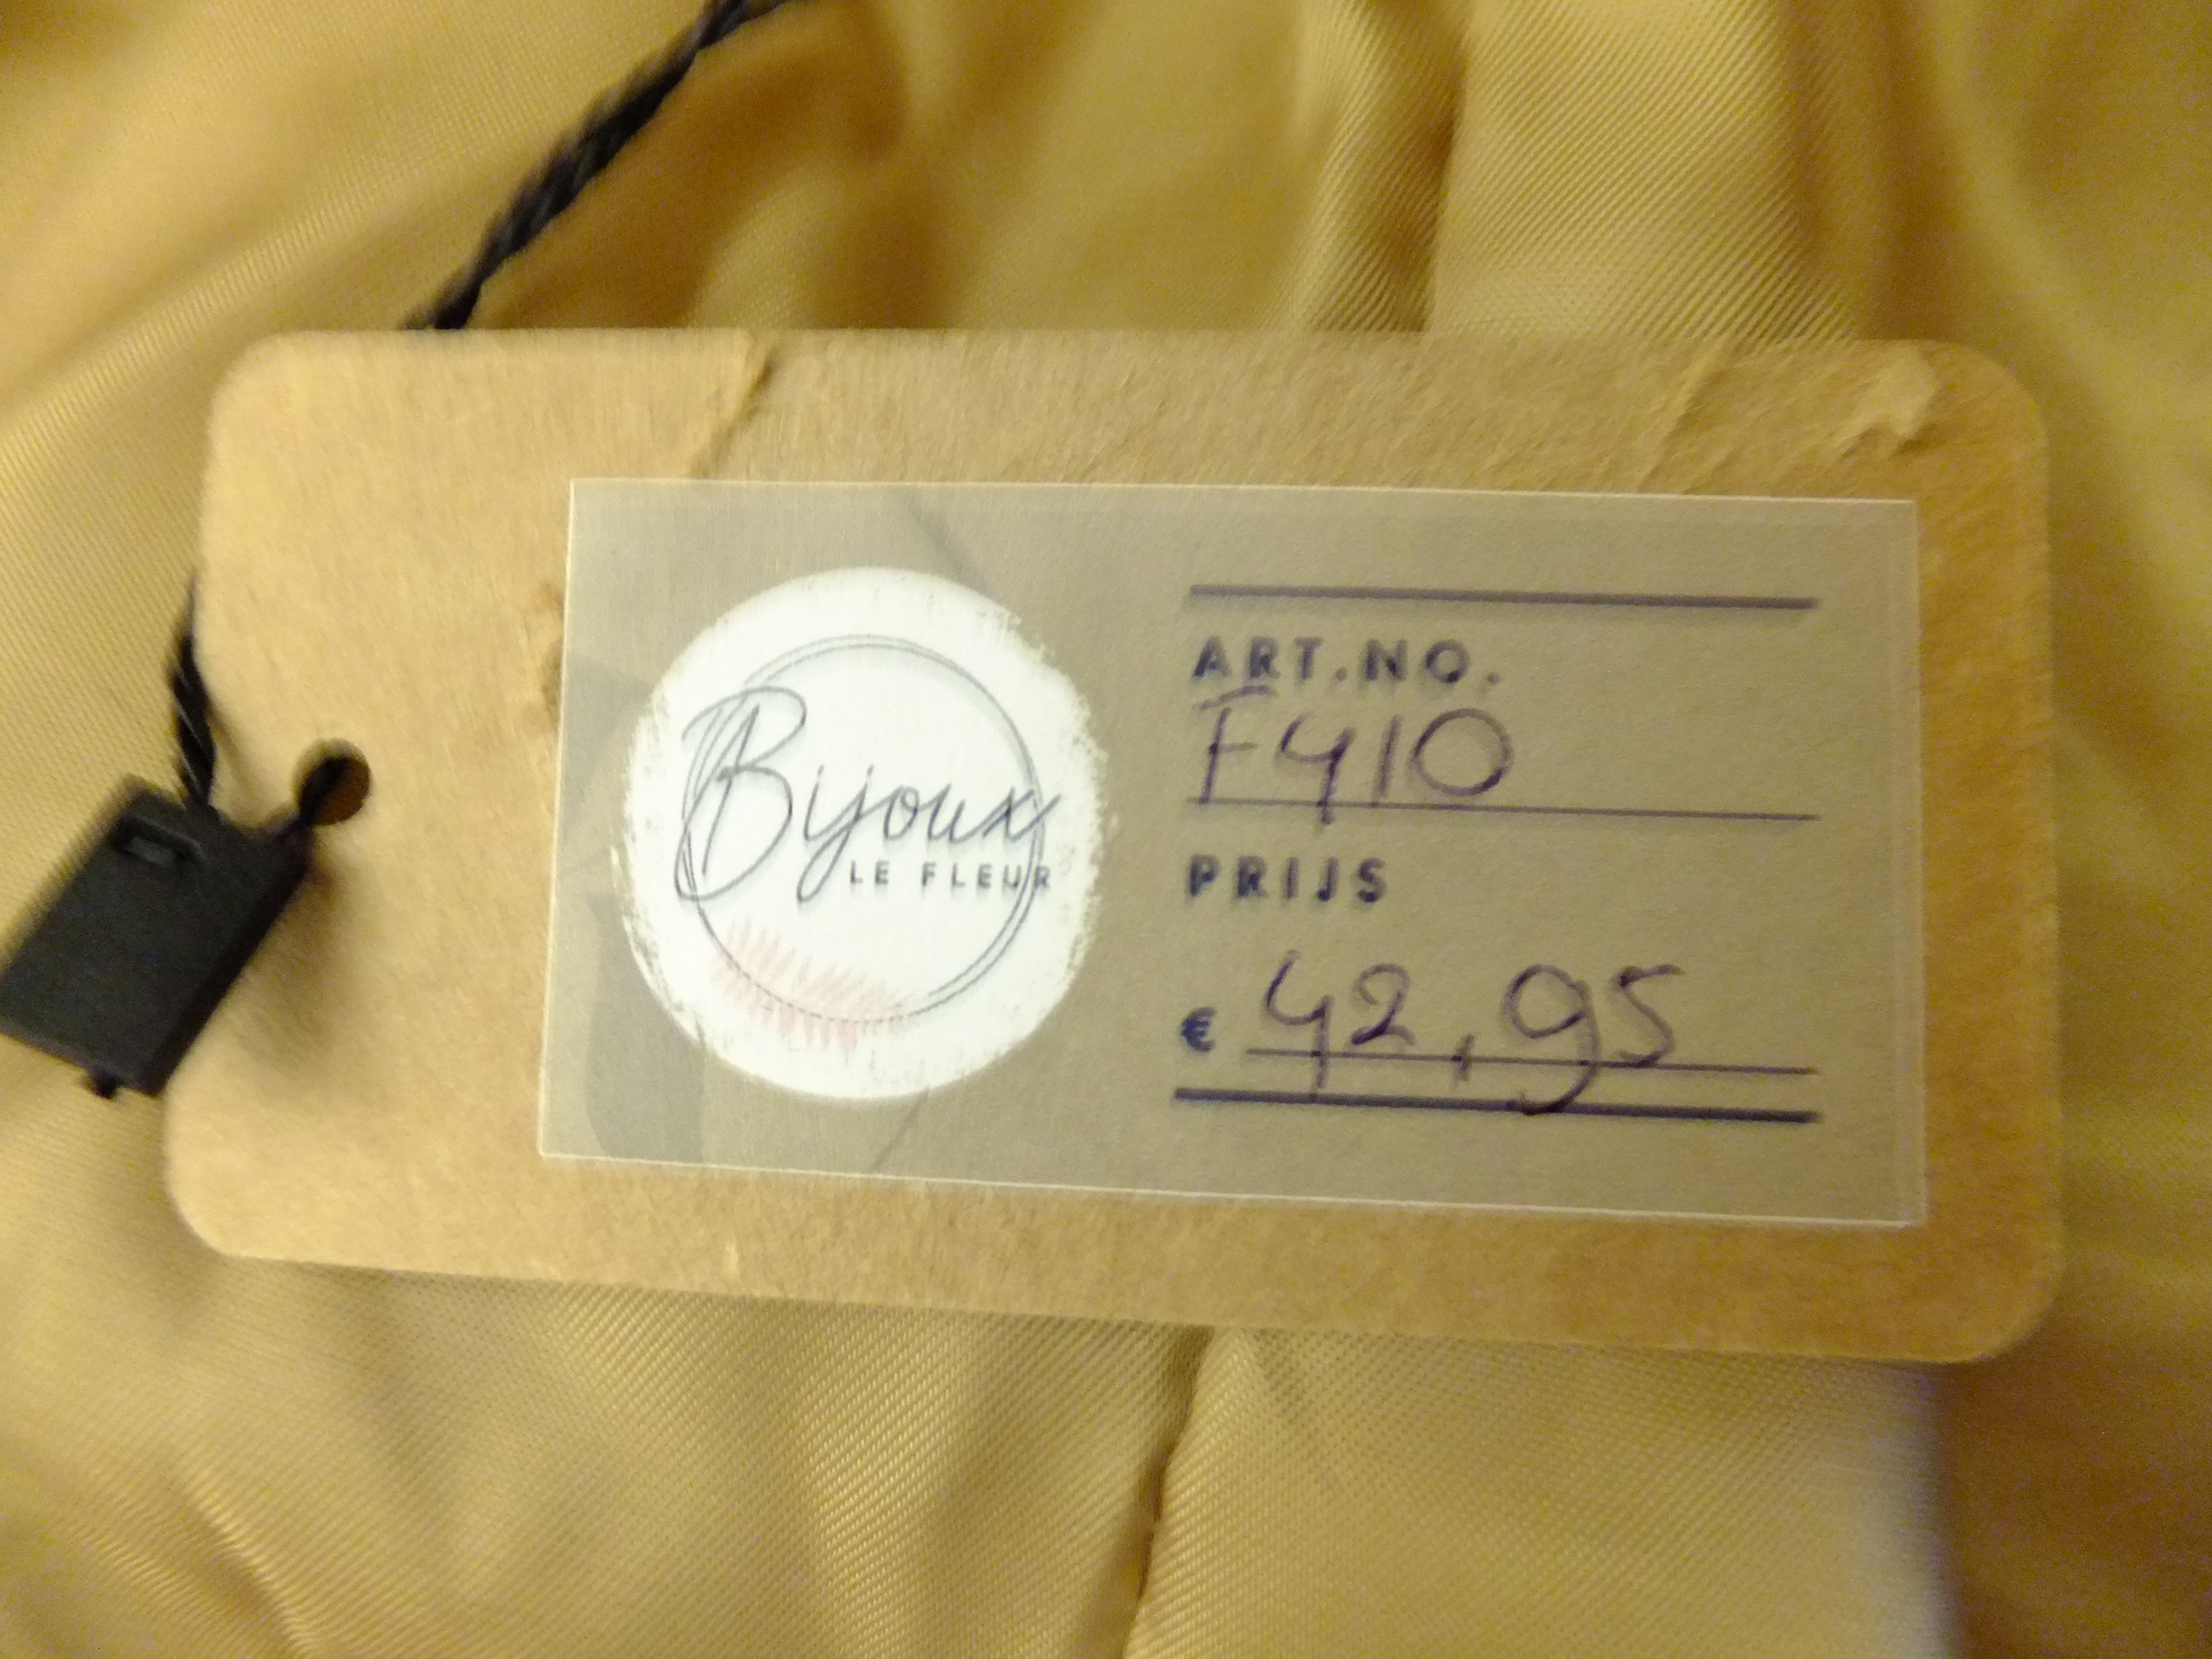 Bijoux
LE FLEUR
ART.NO.
F410
PRIJS
€ 42,95